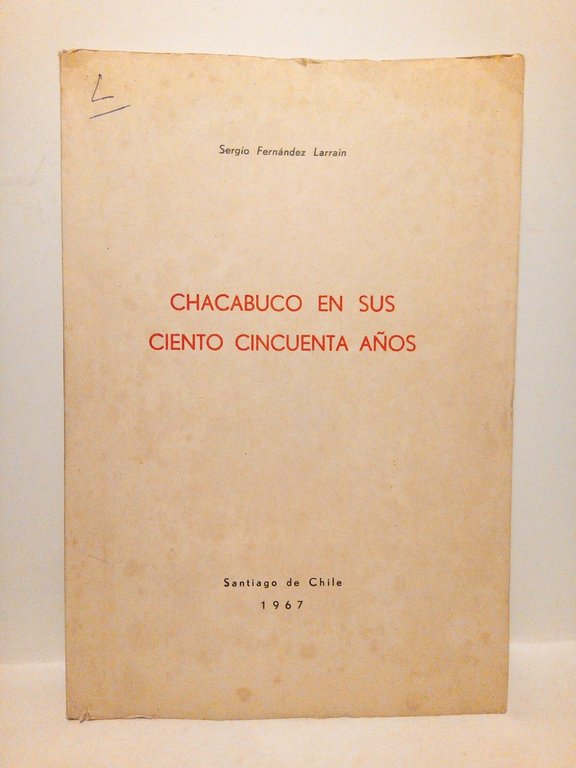 L
Sergio Fernández Larraín
CHACABUCO EN SUS
CIENTO CINCUENTA AÑOS
Santiago de Chile
1967